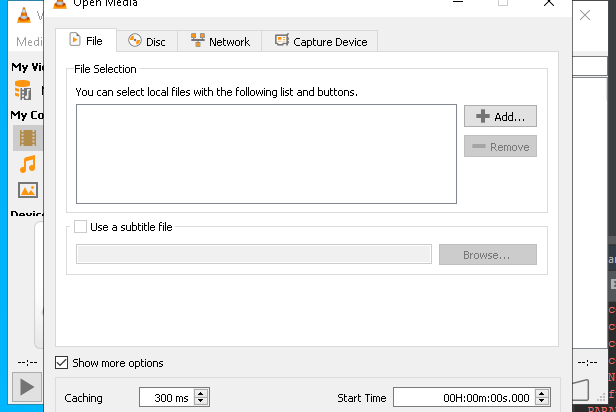 Open Media
V
Medi
File
Disc
Network
Capture Device
My Vi
File Selection
You can select local files with the following list and buttons.
My Co
Add...
Remove
Device
Use a subtitle file
Browse...
--:--
Show more options
--:--
Caching
300 ms
Start Time
00H:00m:00s.000